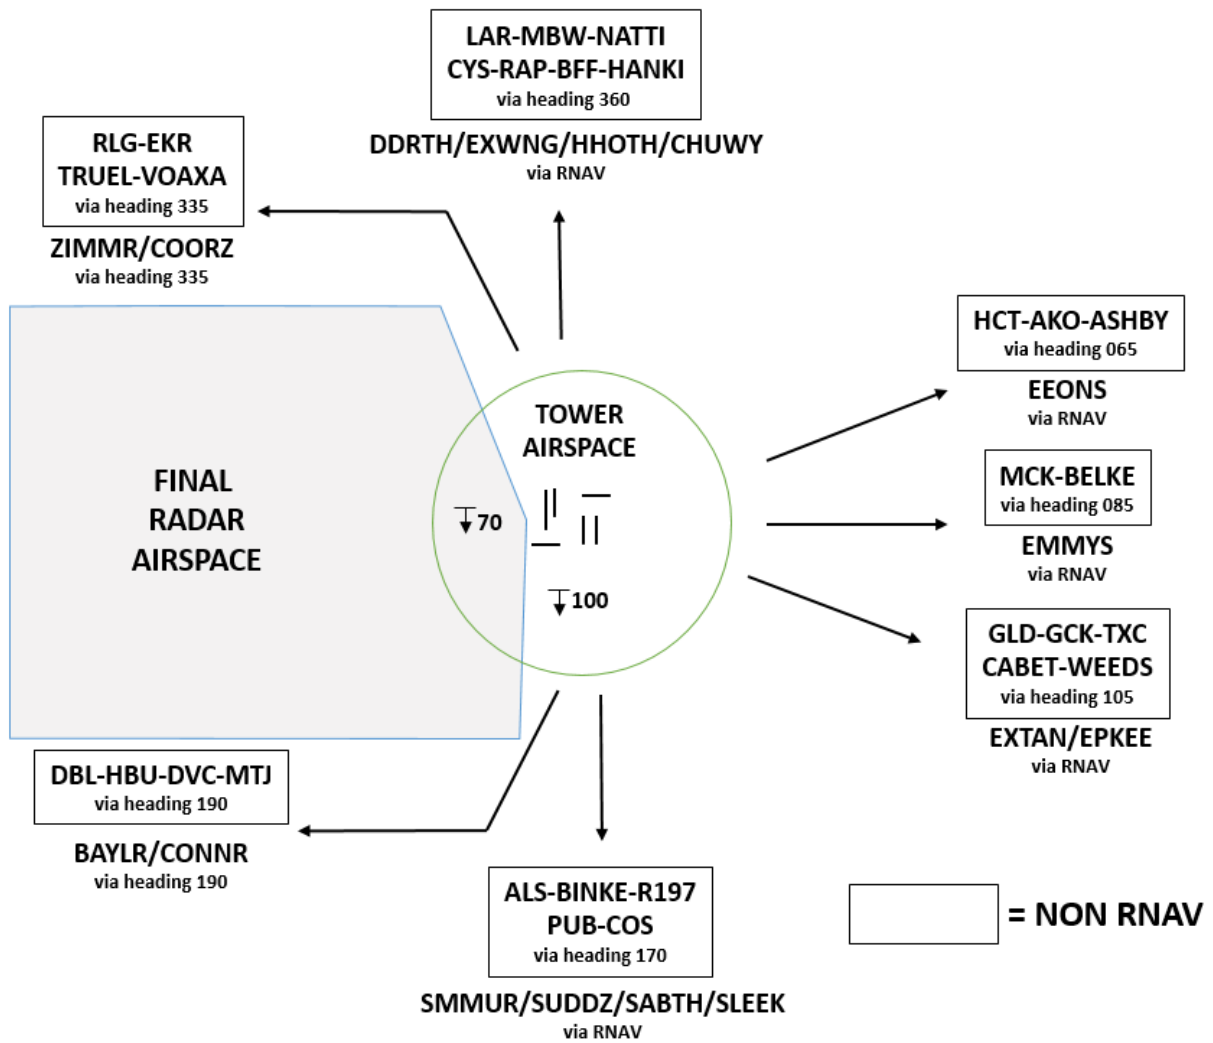 LAR-MBW-NATTI
CYS-RAP-BFF-HANKI
via heading 360
DDRTH/EXWNG/HHOTH/CHUWY
via RNAV
RLG-EKR
TRUEL-VOAXA
via heading 335
ZIMMR/COORZ
via heading 335
HCT-AKO-ASHBY
via heading 065
EEONS
via RNAV
TOWER
AIRSPACE
FINAL
RADAR
AIRSPACE
70
100
MCK-BELKE
via heading 085
EMMYS
via RNAV
GLD-GCK-TXC
CABET-WEEDS
via heading 105
EXTAN/EPKEE
via RNAV
DBL-HBU-DVC-MTJ
via heading 190
BAYLR/CONNR
via heading 190
ALS-BINKE-R197
PUB-COS
via heading 170
SMMUR/SUDDZ/SABTH/SLEEK
via RNAV
= NON RNAV